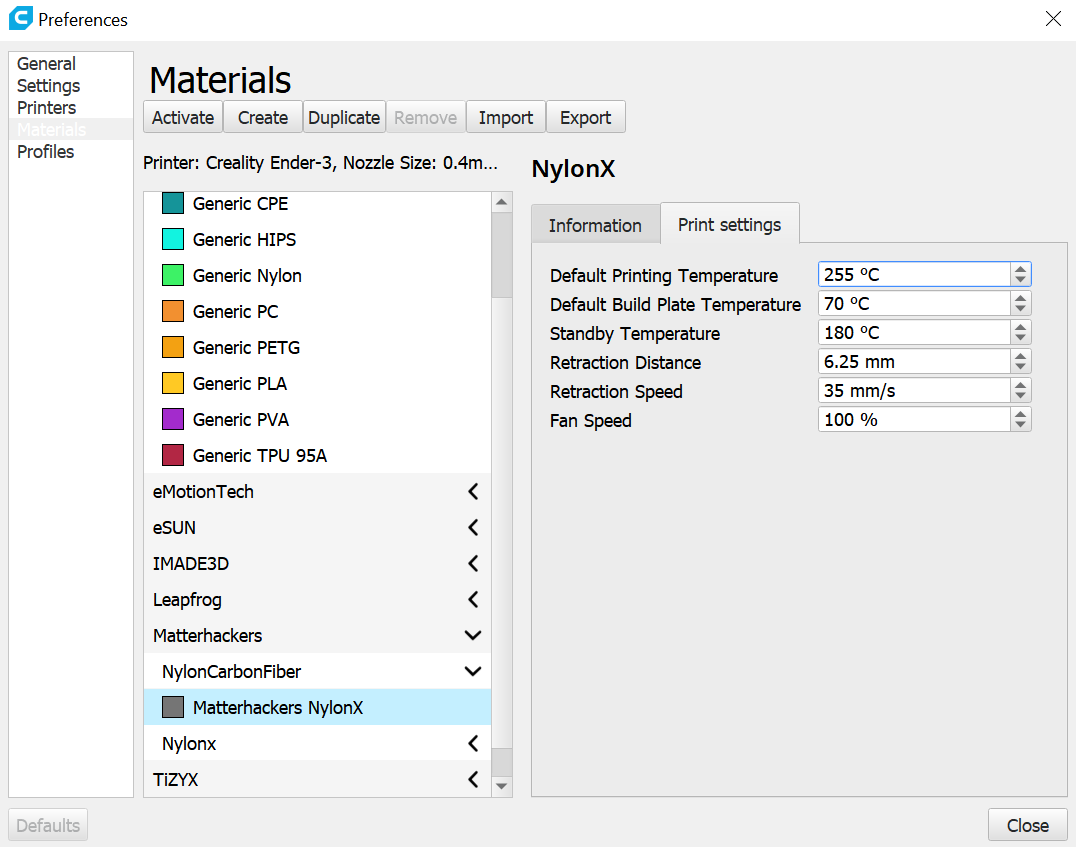 Preferences
General
Settings
Printers
Materials
Profiles
Materials
Activate Create Duplicate Remove Import Export
Printer: Creality Ender-3, Nozzle Size: 0.4m...
Generic CPE
Generic HIPS
Generic Nylon
Generic PC
Generic PETG
Generic PLA
Generic PVA
Generic TPU 95A
eMotionTech
eSUN
IMADE3D
Leapfrog
Matterhackers
NylonCarbonFiber
Matterhackers NylonX
Nylonx
TiZYX
NylonX
Information Print settings
Default Printing Temperature 255 ºC
Default Build Plate Temperature 70 ºC
Standby Temperature 180 ºC
Retraction Distance 6.25 mm
Retraction Speed 35 mm/s
Fan Speed 100 %
Defaults Close